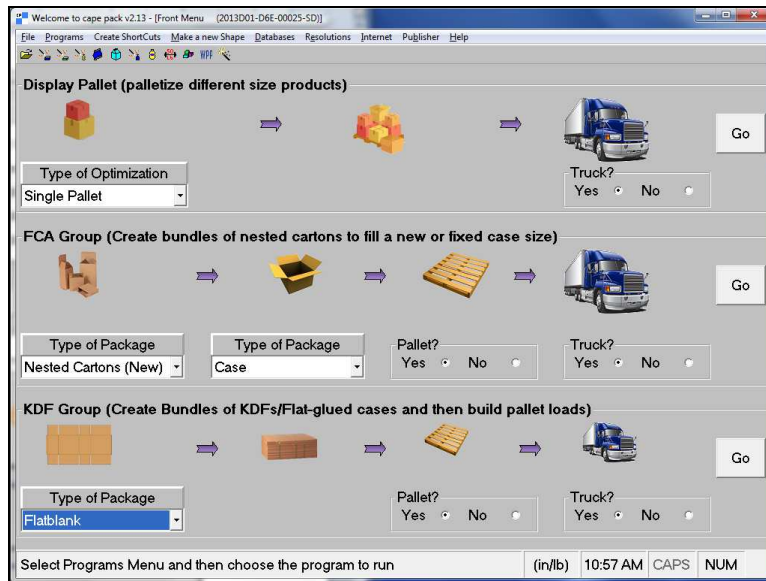 Welcome to cape pack v2.13 - [Front Menu (2013D01-D6E-00025-SD)]
File Programs Create ShortCuts Make a new Shape Databases Resolutions Internet Publisher Help
WPF
Display Pallet (palletize different size products)
Go
Type of Optimization
Single Pallet
Truck?
Yes No
FCA Group (Create bundles of nested cartons to fill a new or fixed case size)
Go
Type of Package Type of Package Pallet? Truck?
Nested Cartons (New) Case Yes No Yes No
KDF Group (Create Bundles of KDFs/Flat-glued cases and then build pallet loads)
Go
Type of Package Pallet? Truck?
Flatblank Yes No Yes No
Select Programs Menu and then choose the program to run (in/lb) 10:57 AM CAPS NUM